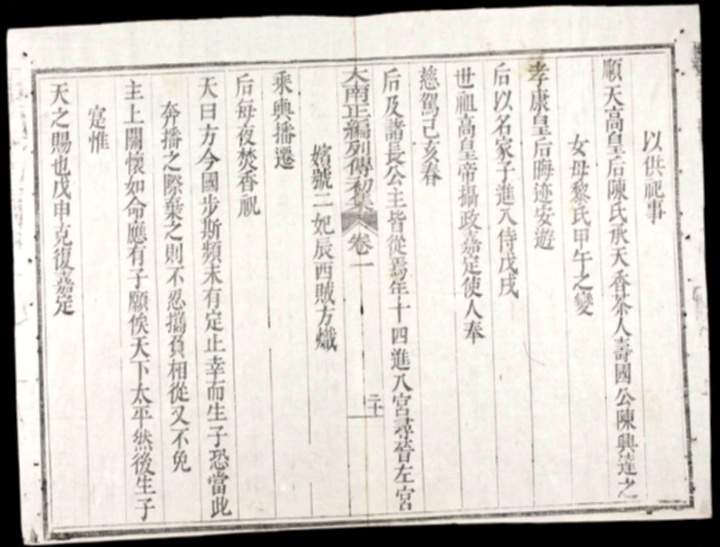 以供祀事
順天高皇后陳氏承天香茶人壽國公陳興達之
女母黎氏甲午之變
孝康皇后晦迹安遊
后以名家子進入侍戊戌
世祖高皇帝攝政嘉定使人奉
慈駕己亥春
后及諸長公主皆從焉年十四進入宮尋晉左宮
大南正編列傳初集 卷一 二十
嬪號二妃辰西賊方熾
乘輿播遷
后每夜焚香祝
天曰方今國步斯頻未有定止幸而生子恐當此
奔播之際棄之則不忍攜負相從又不免
主上關懷如命應有子願俟天下太平然後生子
寔惟
天之賜也戊申克復嘉定